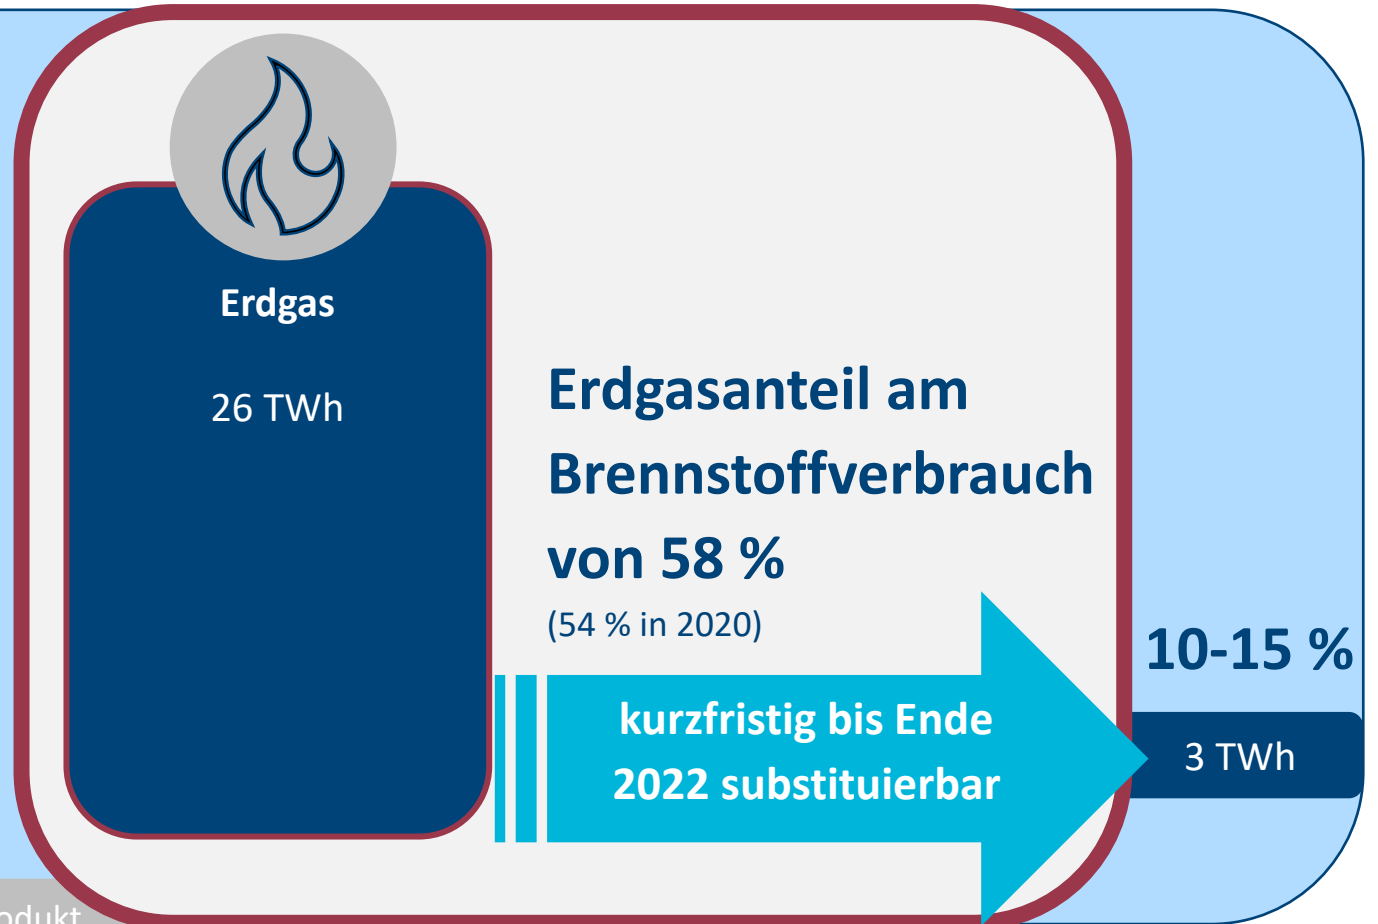 Erdgas
26 TWh
Erdgasanteil am
Brennstoffverbrauch
von 58 %
(54 % in 2020)
10-15 %
kurzfristig bis Ende
2022 substituierbar
3 TWh